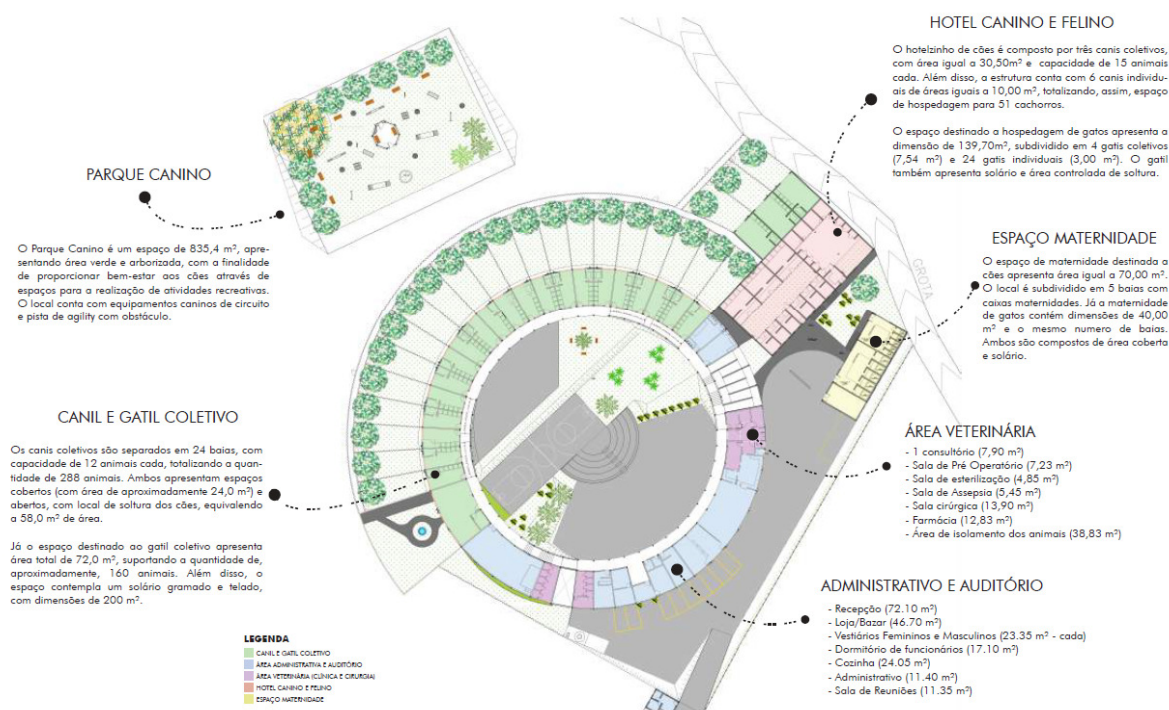 PARQUE CANINO
O Parque Canino é um espaço de 835,4 m², apre-
sentando área verde e arborizada, com a finalidade
de proporcionar bem-estar aos cães através de
espaços para a realização de atividades recreativas.
O local conta com equipamentos caninos de circuito
e pista de agility com obstáculo.
CANIL E GATIL COLETIVO
Os canis coletivos são separados em 24 baias, com
capacidade de 12 animais cada, totalizando a quan-
tidade de 288 animais. Ambos apresentam espaços
cobertos (com área de aproximadamente 24,0 m²) e
abertos, com local de soltura dos cães, equivalendo
a 58,0 m² de área.
Já o espaço destinado ao gatil coletivo apresenta
área total de 72,0 m², suportando a quantidade de,
aproximadamente, 160 animais. Além disso, o
espaço contempla um solário gramado e telado,
com dimensões de 200 m².
LEGENDA
CANIL E GATIL COLETIVO
ÁREA ADMINISTRATIVA E AUDITÓRIO
ÁREA VETERINÁRIA (CLÍNICA E CIRURGIA)
HOTEL CANINO E FELINO
ESPAÇO MATERNIDADE
GROTA
HOTEL CANINO E FELINO
O hotelzinho de cães é composto por três canis coletivos,
com área igual a 30,50m² e capacidade de 15 animais
cada. Além disso, a estrutura conta com 6 canis individu-
ais de áreas iguais a 10,00 m², totalizando, assim, espaço
de hospedagem para 51 cachorros.
O espaço destinado a hospedagem de gatos apresenta a
dimensão de 139,70m², subdividido em 4 gatis coletivos
(7,54 m²) e 24 gatis individuais (3,00 m²). O gatil
também apresenta solário e área controlada de soltura.
ESPAÇO MATERNIDADE
O espaço de maternidade destinada a
cães apresenta área igual a 70,00 m².
O local é subdividido em 5 baias com
caixas maternidades. Já a maternidade
de gatos contém dimensões de 40,00
m² e o mesmo numero de baias.
Ambos são compostos de área coberta
e solário.
ÁREA VETERINÁRIA
- 1 consultório (7,90 m²)
- Sala de Pré Operatório (7,23 m²)
- Sala de esterilização (4,85 m²)
- Sala de Assepsia (5,45 m²)
- Sala cirúrgica (13,90 m²)
- Farmácia (12,83 m²)
- Área de isolamento dos animais (38,83 m²)
ADMINISTRATIVO E AUDITÓRIO
- Recepção (72.10 m²)
- Loja/Bazar (46.70 m²)
- Vestiários Femininos e Masculinos (23.35 m² - cada)
- Dormitório de funcionários (17.10 m²)
- Cozinha (24.05 m²)
- Administrativo (11.40 m²)
- Sala de Reuniões (11.35 m²)